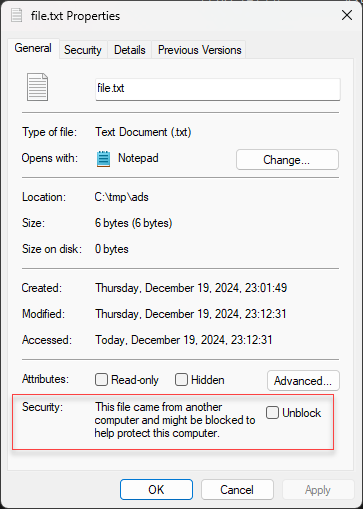 file.txt Properties
General Security Details Previous Versions
file.txt
Type of file: Text Document (.txt)
Opens with: Notepad Change...
Location: C:\tmp\ads
Size: 6 bytes (6 bytes)
Size on disk: 0 bytes
Created: Thursday, December 19, 2024, 23:01:49
Modified: Thursday, December 19, 2024, 23:12:31
Accessed: Today, December 19, 2024, 23:12:31
Attributes: Read-only Hidden Advanced...
Security: This file came from another
computer and might be blocked to
help protect this computer.
Unblock
OK Cancel Apply